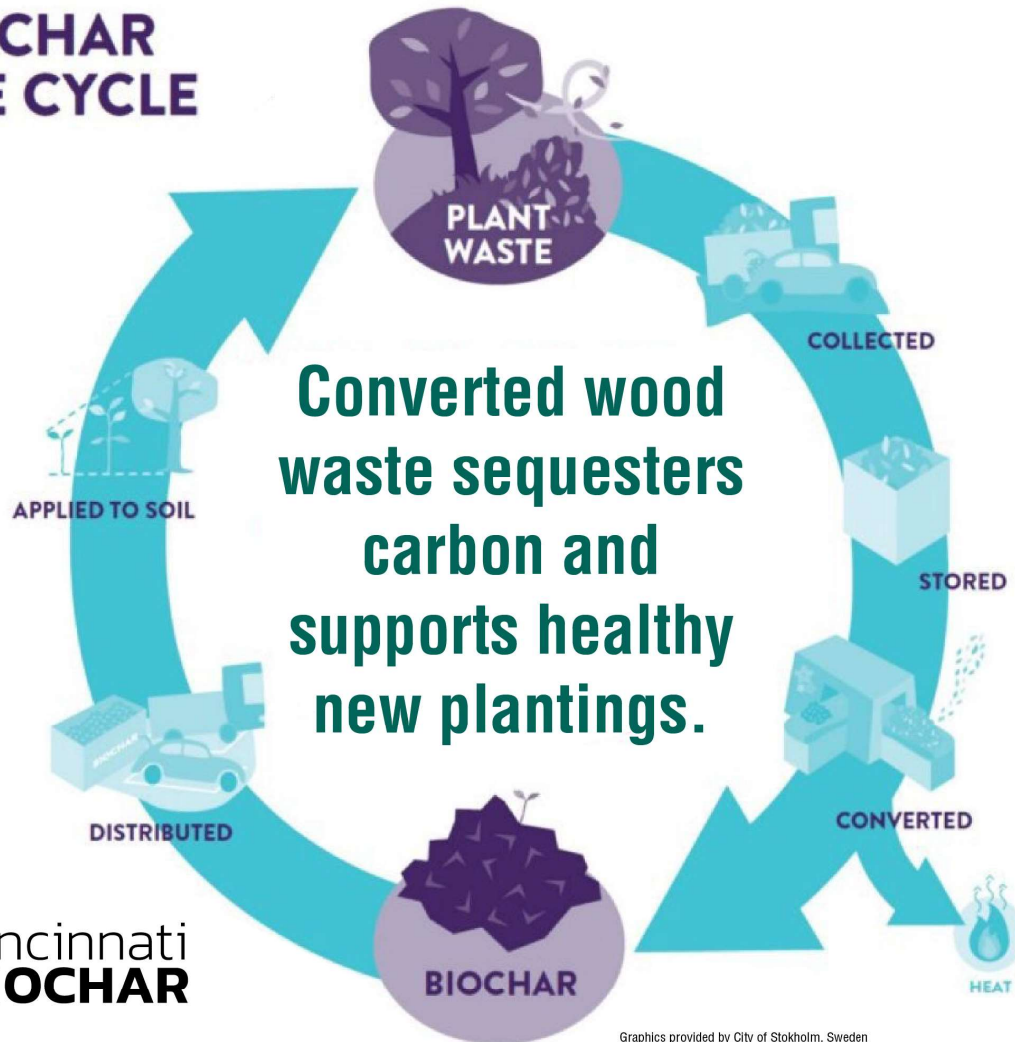 CHAR
E CYCLE
PLANT
WASTE
COLLECTED
Converted wood
waste sequesters
carbon and
supports healthy
new plantings.
APPLIED TO SOIL
STORED
BIOCHAR
DISTRIBUTED
CONVERTED
BIOCHAR
HEAT
ncinnati
OCHAR
Graphics provided by City of Stokholm, Sweden